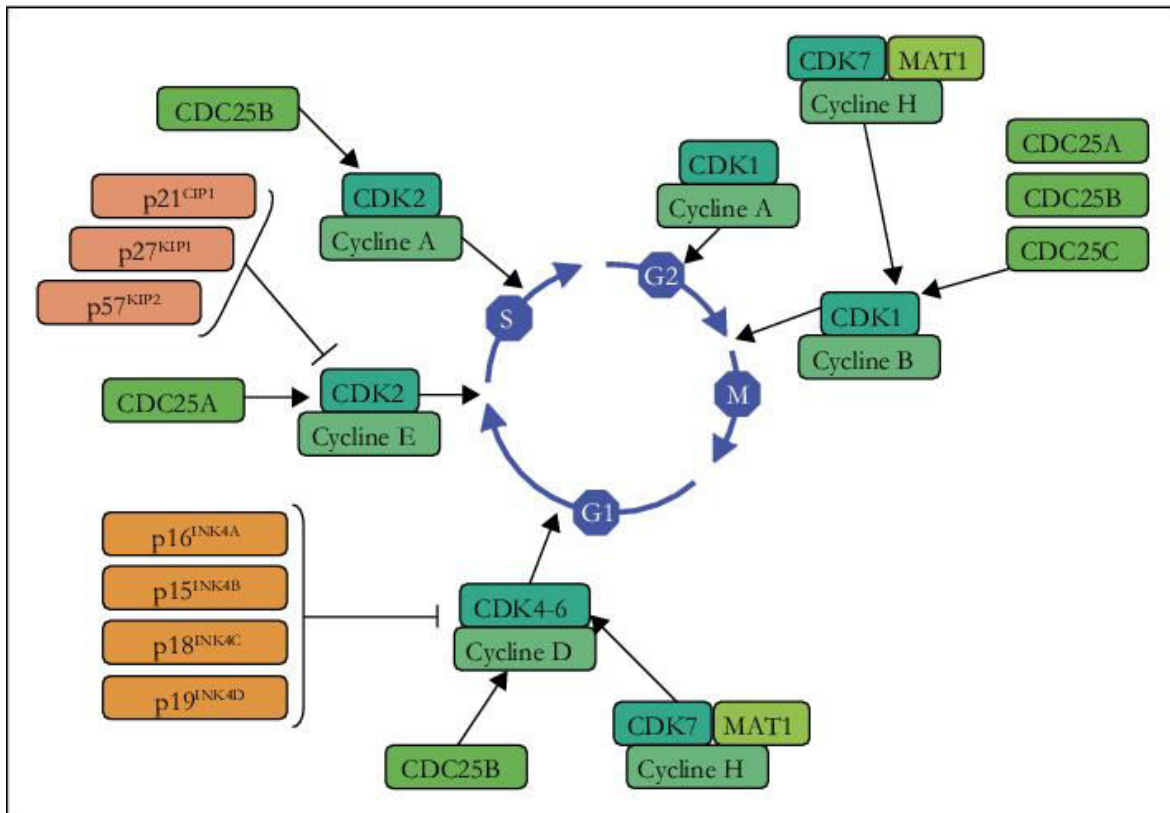 CDK7 MAT1
Cycline H
CDC25B
CDC25A
CDK1
Cycline A
p21CIP1
CDK2
Cycline A
CDC25B
p27KIP1
CDC25C
G2
p57KIP2
S
CDK1
Cycline B
CDC25A
CDK2
Cycline E
M
G1
p16INK4A
p15INK4B
CDK4-6
Cycline D
p18INK4C
p19INK4D
CDK7 MAT1
Cycline H
CDC25B